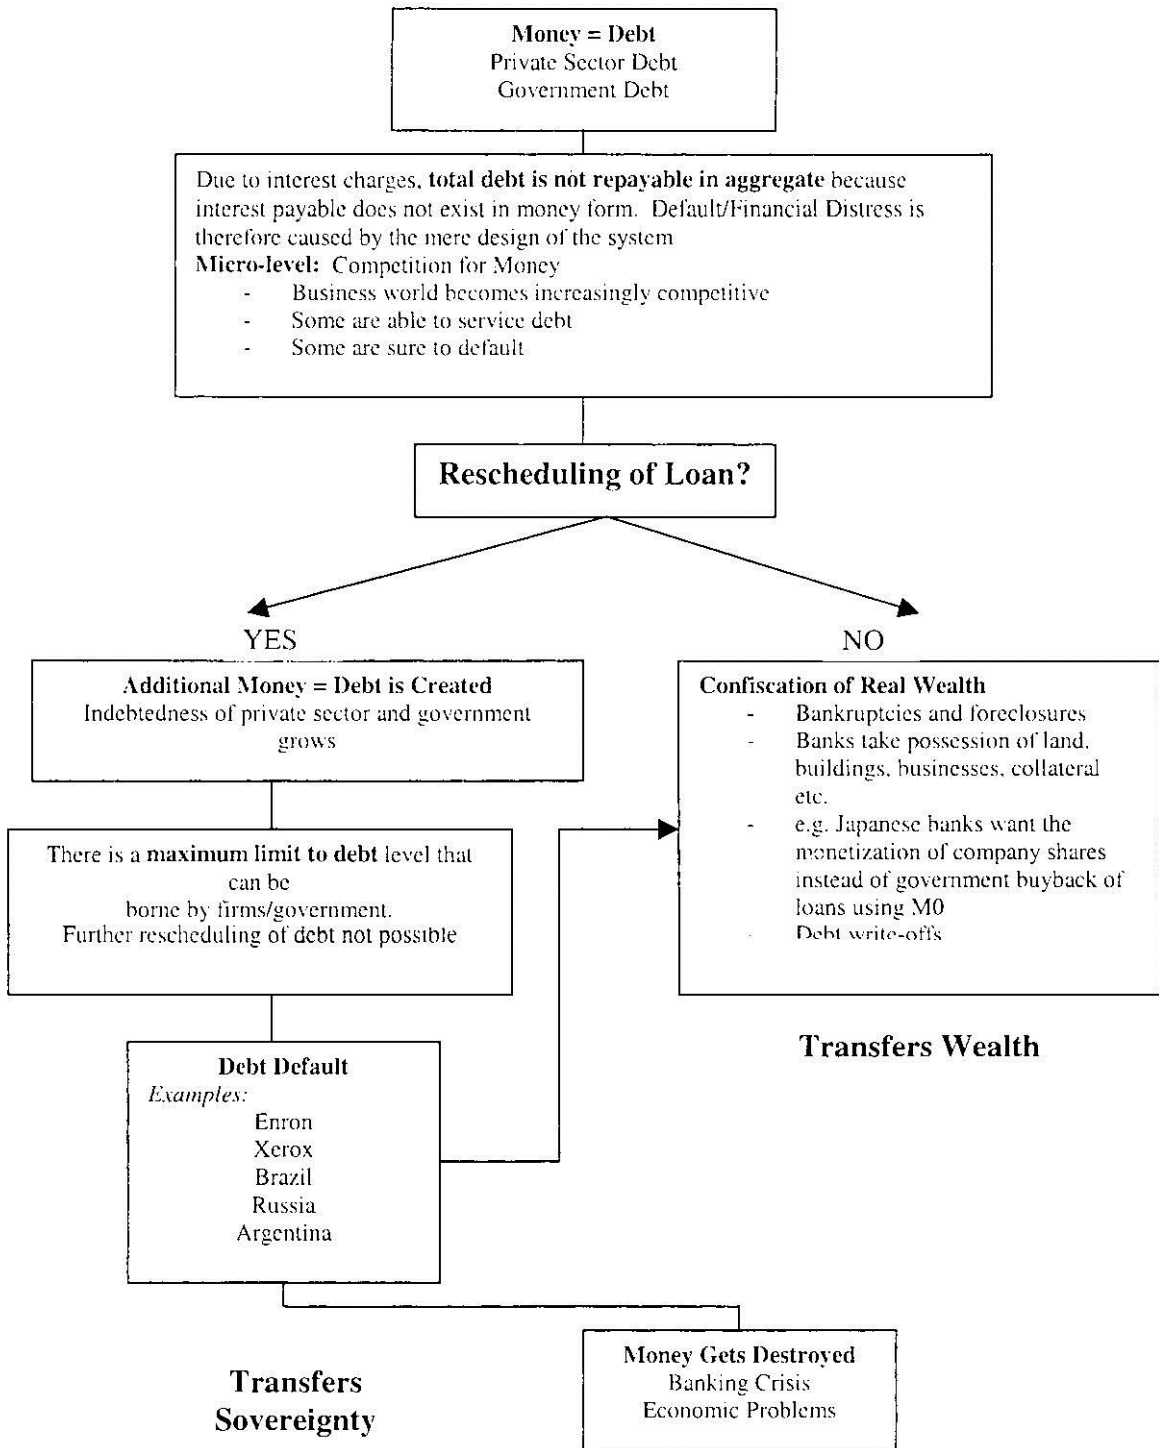 Money = Debt
Private Sector Debt
Government Debt
Due to interest charges, total debt is not repayable in aggregate because
interest payable does not exist in money form. Default/Financial Distress is
therefore caused by the mere design of the system
Micro-level: Competition for Money
- Business world becomes increasingly competitive
- Some are able to service debt
- Some are sure to default
Rescheduling of Loan?
YES
NO
Additional Money = Debt is Created
Indebtedness of private sector and government
grows
Confiscation of Real Wealth
- Bankruptcies and foreclosures
- Banks take possession of land,
buildings, businesses, collateral
etc.
- e.g. Japanese banks want the
monetization of company shares
instead of government buyback of
loans using M0
- Debt write-offs
There is a maximum limit to debt level that
can be
borne by firms/government.
Further rescheduling of debt not possible
Transfers Wealth
Debt Default
Examples:
Enron
Xerox
Brazil
Russia
Argentina
Money Gets Destroyed
Banking Crisis
Economic Problems
Transfers
Sovereignty